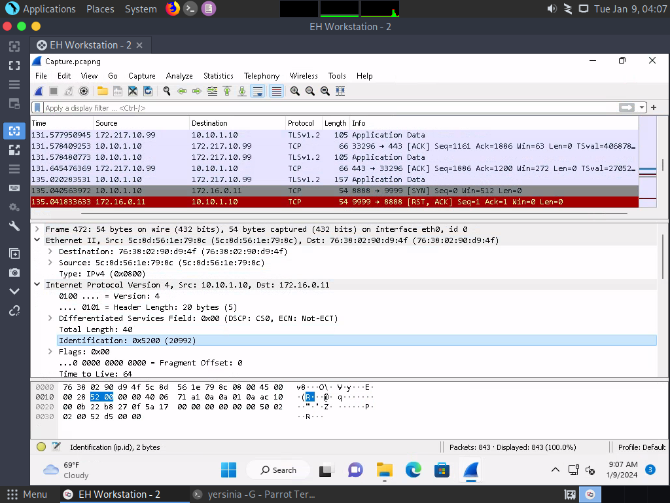 Applications Places System Tue Jan 9, 04:07
EH Workstation - 2
EH Workstation - 2 ×
Capture.pcapng
File Edit View Go Capture Analyze Statistics Telephony Wireless Tools Help
Apply a display filter ... <Ctrl-/>
Time Source Destination Protocol Length Info
131.577950945 172.217.10.99 10.10.1.10 TLSv1.2 105 Application Data
131.578409253 10.10.1.10 172.217.10.99 TCP 66 33296 → 443 [ACK] Seq=1161 Ack=1886 Win=63 Len=0 TSval=406878…
131.578480773 10.10.1.10 172.217.10.99 TLSv1.2 105 Application Data
131.645476369 172.217.10.99 10.10.1.10 TCP 66 443 → 33296 [ACK] Seq=1886 Ack=1200 Win=272 Len=0 TSval=27052…
135.020283531 10.10.1.10 172.217.10.99 TLSv1.2 157 Application Data
135.040563972 10.10.1.10 172.16.0.11 TCP 54 8888 → 9999 [SYN] Seq=0 Win=512 Len=0
135.041833633 172.16.0.11 10.10.1.10 TCP 54 9999 → 8888 [RST, ACK] Seq=1 Ack=1 Win=0 Len=0
Frame 472: 54 bytes on wire (432 bits), 54 bytes captured (432 bits) on interface eth0, id 0
Ethernet II, Src: 5c:8d:56:1e:79:8c (5c:8d:56:1e:79:8c), Dst: 76:38:02:90:d9:4f (76:38:02:90:d9:4f)
Destination: 76:38:02:90:d9:4f (76:38:02:90:d9:4f)
Source: 5c:8d:56:1e:79:8c (5c:8d:56:1e:79:8c)
Type: IPv4 (0x0800)
Internet Protocol Version 4, Src: 10.10.1.10, Dst: 172.16.0.11
0100 .... = Version: 4
.... 0101 = Header Length: 20 bytes (5)
Differentiated Services Field: 0x00 (DSCP: CS0, ECN: Not-ECT)
Total Length: 40
Identification: 0x5200 (20992)
Flags: 0x00
...0 0000 0000 0000 = Fragment Offset: 0
Time to Live: 64
0000 76 38 02 90 d9 4f 5c 8d 56 1e 79 8c 08 00 45 00 v8···O\· V·y···E·
0010 00 28 52 00 00 00 40 06 71 a1 0a 0a 01 0a ac 10 ·(R···@· q·······
0020 00 0b 22 b8 27 0f 5a 17 00 00 00 00 00 00 50 02 ··"·'·Z· ······P·
0030 02 00 52 d5 00 00 ··R···
Identification (ip.id), 2 bytes Packets: 843 · Displayed: 843 (100.0%) Profile: Default
69°F
Cloudy
Search
9:07 AM
1/9/2024
3
Menu EH Workstation - 2 yersinia -G - Parrot Ter...